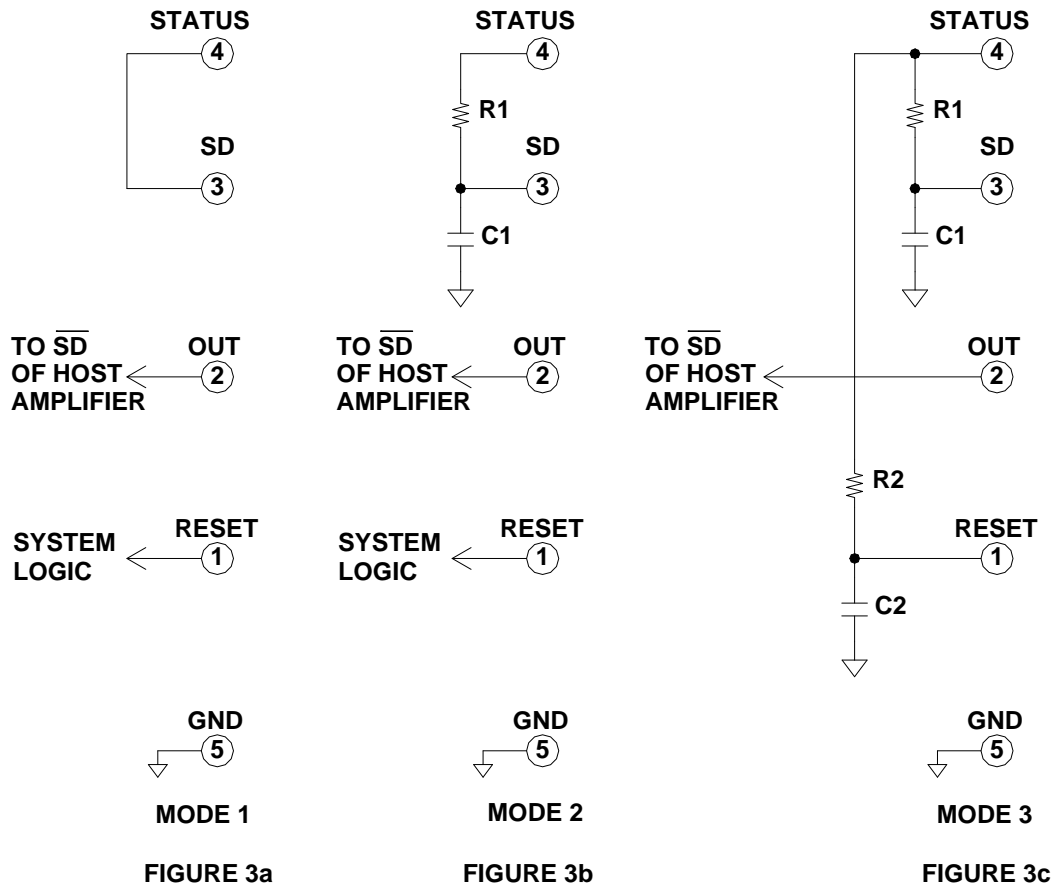 STATUS
4
SD
3
TO SD
OF HOST
AMPLIFIER
OUT
2
SYSTEM
LOGIC
RESET
1
GND
5
MODE 1
FIGURE 3a
STATUS
4
R1
SD
3
C1
TO SD
OF HOST
AMPLIFIER
OUT
2
SYSTEM
LOGIC
RESET
1
GND
5
MODE 2
FIGURE 3b
STATUS
4
R1
SD
3
C1
TO SD
OF HOST
AMPLIFIER
OUT
2
R2
RESET
1
C2
GND
5
MODE 3
FIGURE 3c